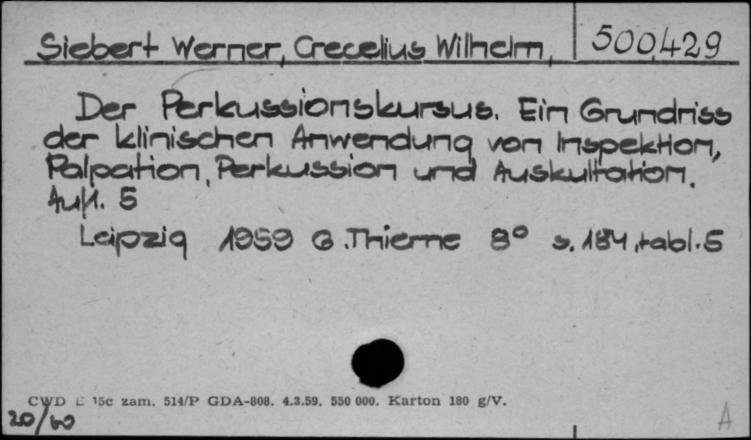 Siebert Werner, Crecelius Wilhelm, 500,429
Der Perkussionskursus. Ein Grundriss
der klinischen Anwendung von Inspektion,
Palpation, Perkussion und Auskultation.
Aufl. 5
Leipzig 1959 G. Thieme 8° s. 184, tabl. 5
CWD E 15c zam. 514/P GDA-808. 4.3.59. 550 000. Karton 180 g/V.
20/60
A